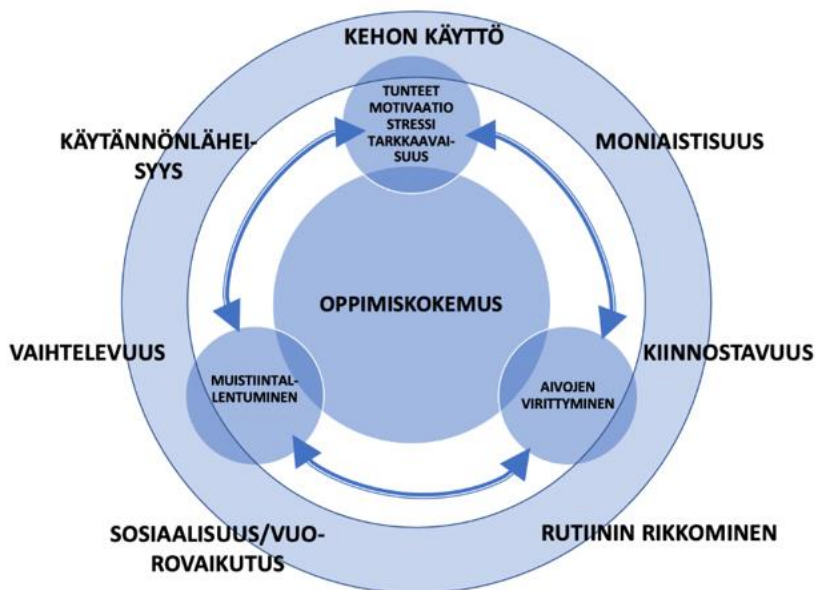 KEHON KÄYTTÖ
TUNTEET
MOTIVAATIO
STRESSI
TARKKAAVAI-
SUUS
KÄYTÄNNÖNLÄHEI-
SYYS
MONIAISTISUUS
OPPIMISKOKEMUS
VAIHTELEVUUS
KIINNOSTAVUUS
MUISTIINTAL-
LENTUMINEN
AIVOJEN
VIRITTYMINEN
SOSIAALISUUS/VUO-
ROVAIKUTUS
RUTIININ RIKKOMINEN